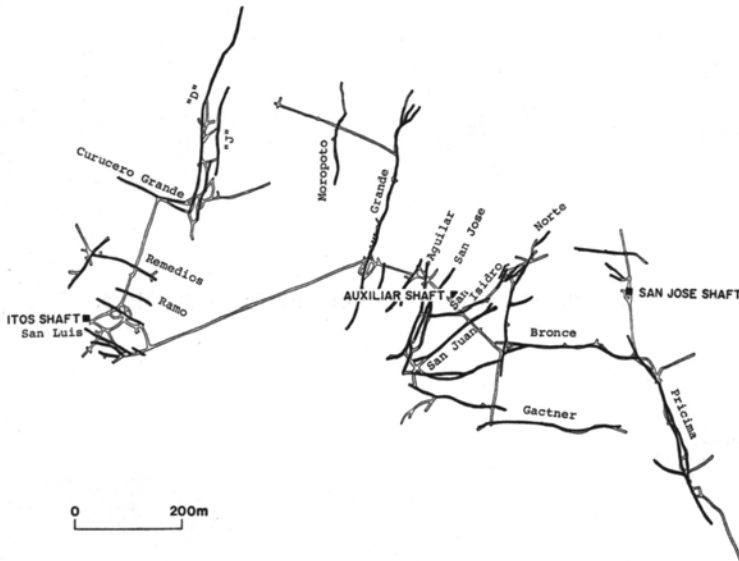 "D"
"J"
Curucero Grande
Moropoto
Grande
Aguilar
San Jose
Norte
Remedios
Ramo
ITOS SHAFT
San Luis
AUXILIAR SHAFT
San Isidro
SAN JOSE SHAFT
San Juan
Bronce
Gactner
Pricima
0 200m